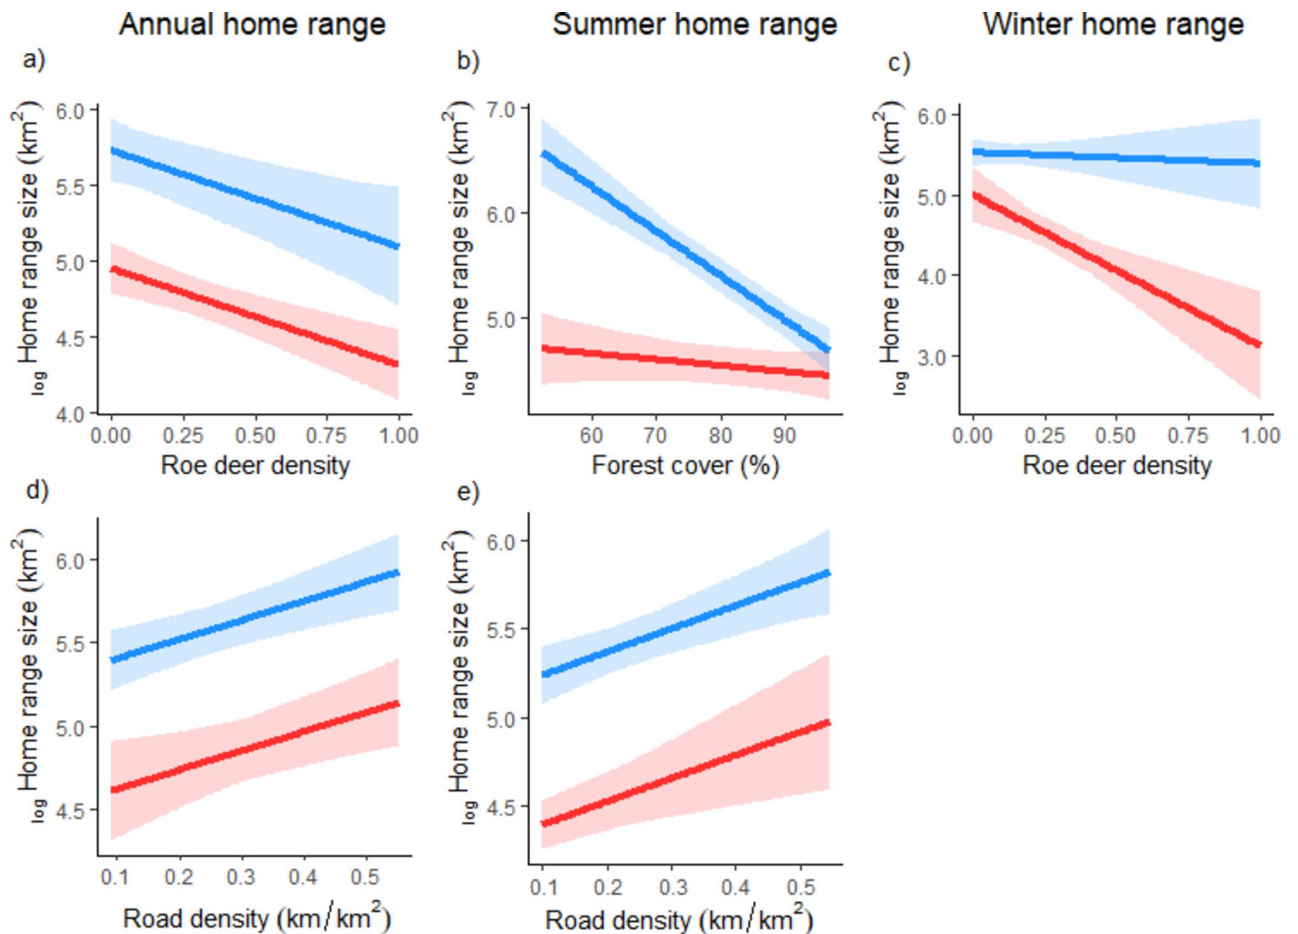 Annual home range
Summer home range
Winter home range
a)
log Home range size (km²)
6.0
5.5
5.0
4.5
4.0
0.00 0.25 0.50 0.75 1.00
Roe deer density
b)
log Home range size (km²)
7.0
6.0
5.0
60 70 80 90
Forest cover (%)
c)
log Home range size (km²)
6.0
5.0
4.0
3.0
0.00 0.25 0.50 0.75 1.00
Roe deer density
d)
log Home range size (km²)
6.0
5.5
5.0
4.5
0.1 0.2 0.3 0.4 0.5
Road density (km/km²)
e)
log Home range size (km²)
6.0
5.5
5.0
4.5
0.1 0.2 0.3 0.4 0.5
Road density (km/km²)